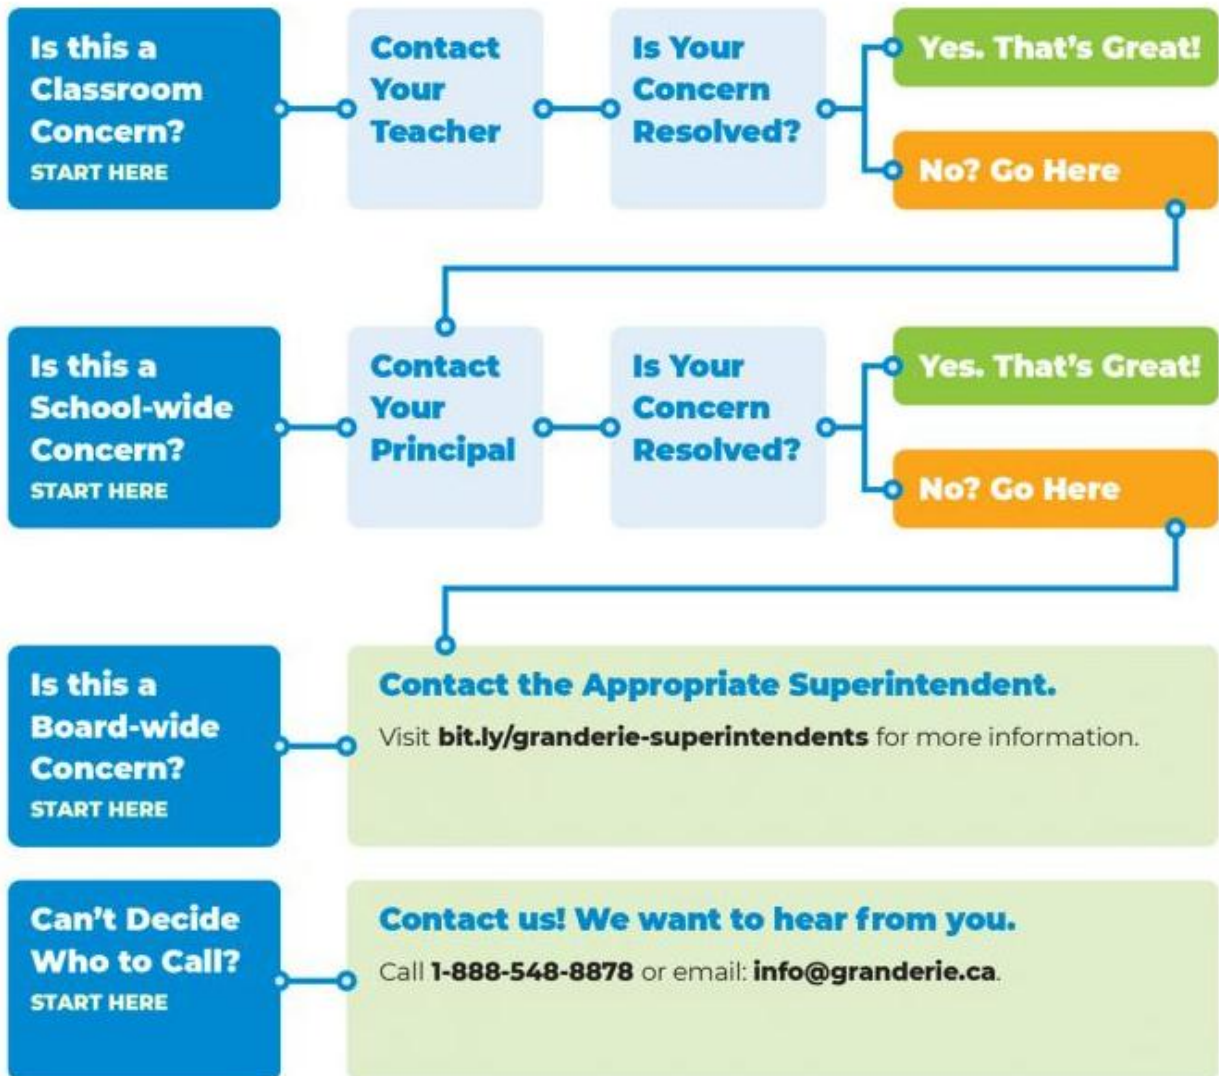 Is this a
Classroom
Concern?
START HERE
Contact
Your
Teacher
Is Your
Concern
Resolved?
Yes. That's Great!
No? Go Here
Is this a
School-wide
Concern?
START HERE
Contact
Your
Principal
Is Your
Concern
Resolved?
Yes. That's Great!
No? Go Here
Is this a
Board-wide
Concern?
START HERE
Contact the Appropriate Superintendent.
Visit bit.ly/granderie-superintendents for more information.
Can't Decide
Who to Call?
START HERE
Contact us! We want to hear from you.
Call 1-888-548-8878 or email: info@granderie.ca.